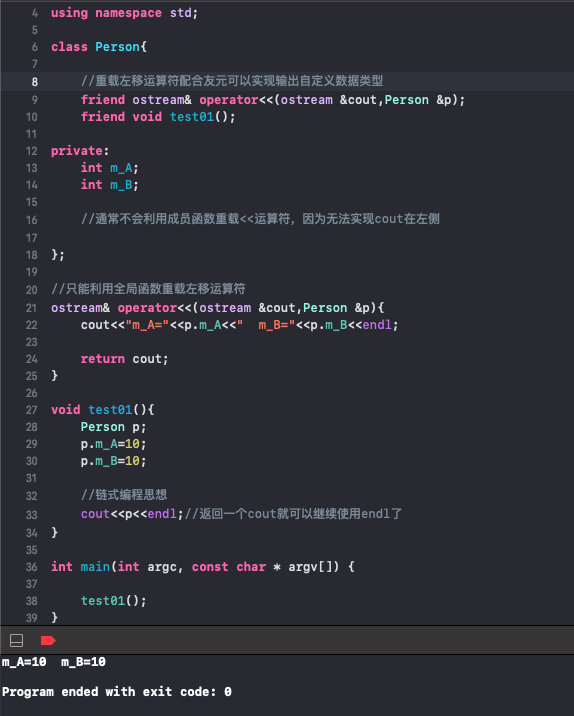 4 using namespace std;
5
6 class Person{
7
8     //重载左移运算符配合友元可以实现输出自定义数据类型
9     friend ostream& operator<<(ostream &cout,Person &p);
10     friend void test01();
11
12 private:
13     int m_A;
14     int m_B;
15
16     //通常不会利用成员函数重载<<运算符，因为无法实现cout在左侧
17
18 };
19
20 //只能利用全局函数重载左移运算符
21 ostream& operator<<(ostream &cout,Person &p){
22     cout<<"m_A="<<p.m_A<<"  m_B="<<p.m_B<<endl;
23
24     return cout;
25 }
26
27 void test01(){
28     Person p;
29     p.m_A=10;
30     p.m_B=10;
31
32     //链式编程思想
33     cout<<p<<endl;//返回一个cout就可以继续使用endl了
34 }
35
36 int main(int argc, const char * argv[]) {
37
38     test01();
39 }
m_A=10  m_B=10
Program ended with exit code: 0